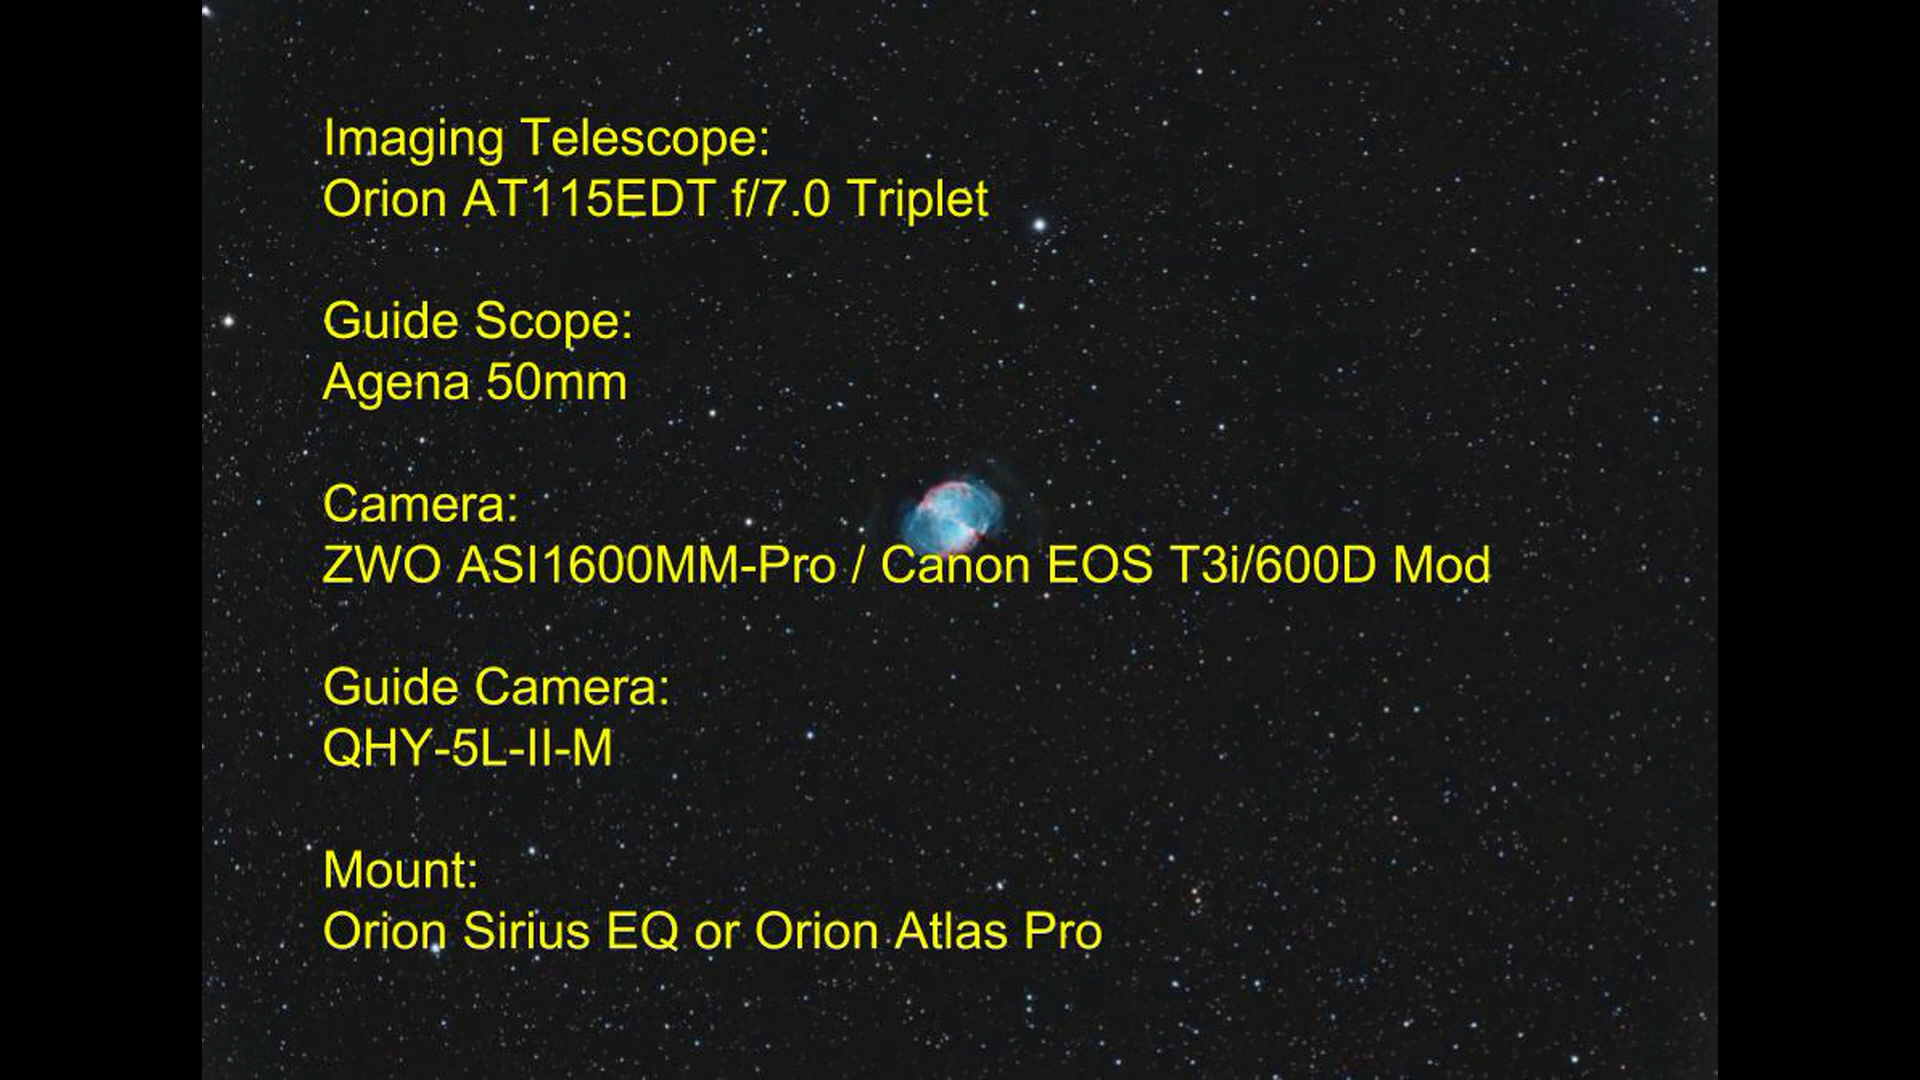 Imaging Telescope:
Orion AT115EDT f/7.0 Triplet
Guide Scope:
Agena 50mm
Camera:
ZWO ASI1600MM-Pro / Canon EOS T3i/600D Mod
Guide Camera:
QHY-5L-II-M
Mount:
Orion Sirius EQ or Orion Atlas Pro